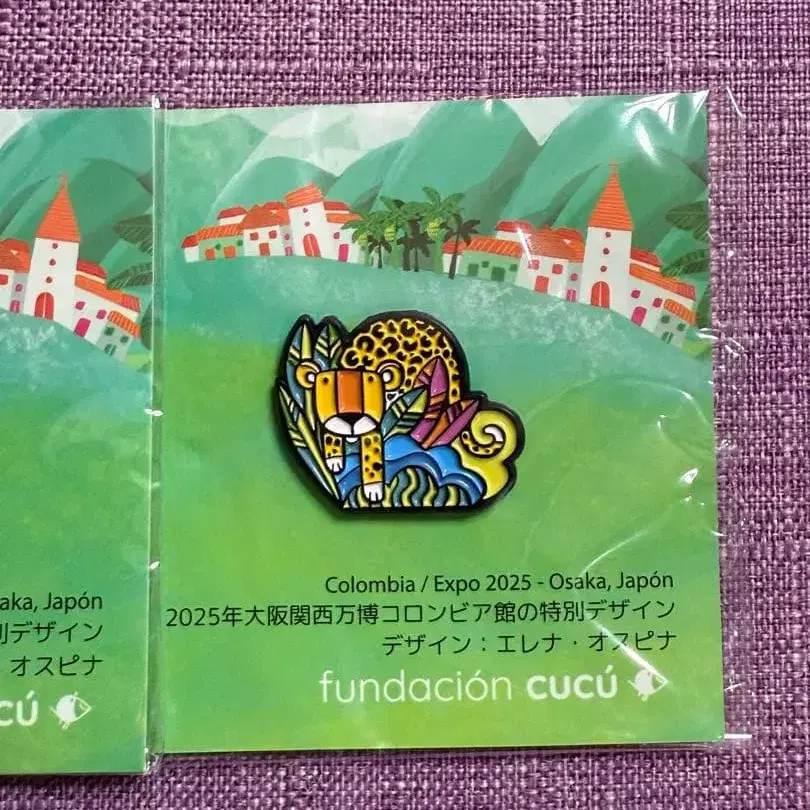 aka, Japón
別デザイン
オスピナ
cú
Colombia / Expo 2025 - Osaka, Japón
2025年大阪関西万博コロンビア館の特別デザイン
デザイン：エレナ・オスピナ
fundación cucú